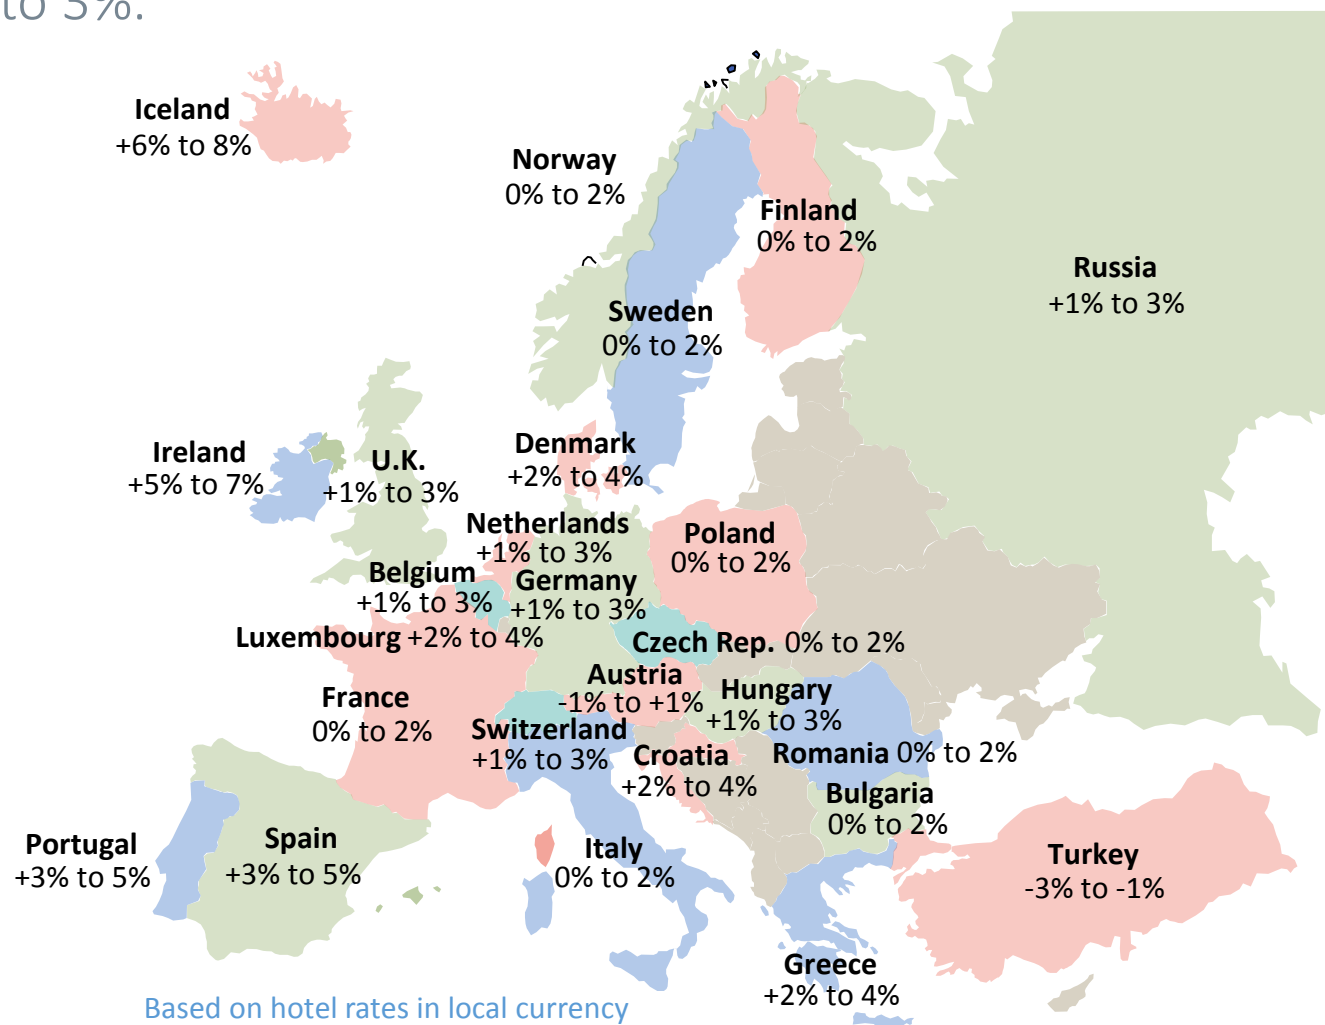 to 3%.
Iceland
+6% to 8%
Norway
0% to 2%
Finland
0% to 2%
Russia
+1% to 3%
Sweden
0% to 2%
Ireland
+5% to 7%
U.K.
+1% to 3%
Denmark
+2% to 4%
Netherlands
+1% to 3%
Poland
0% to 2%
Belgium
+1% to 3%
Germany
+1% to 3%
Luxembourg +2% to 4%
Czech Rep. 0% to 2%
Austria
-1% to +1%
Hungary
+1% to 3%
France
0% to 2%
Switzerland
+1% to 3%
Croatia
+2% to 4%
Romania 0% to 2%
Bulgaria
0% to 2%
Portugal
+3% to 5%
Spain
+3% to 5%
Italy
0% to 2%
Turkey
-3% to -1%
Greece
+2% to 4%
Based on hotel rates in local currency